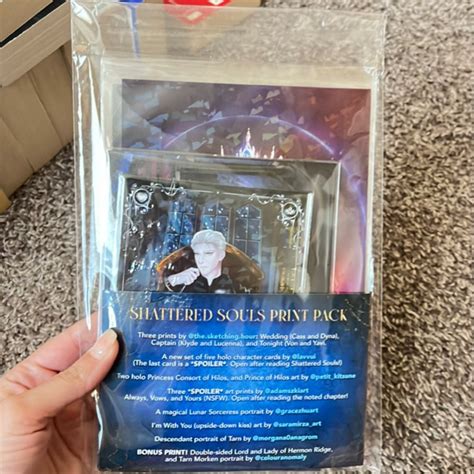 SHATTERED SOULS PRINT PACK
Three prints by @the.sketching.hour: Wedding (Cass and Dyna),
Captain (Klyde and Lucenna), and Tonight (Von and Yavi.
A new set of five holo character cards by @lavvui
(The last card is a *SPOILER*. Open after reading Shattered Souls!)
Two holo Princess Consort of Hilos, and Prince of Hilos art by @petit_kitsune
Three *SPOILER* art prints by @adamszkiart
Always, Vows, and Yours (NSFW). Open after reading the noted chapter!
A magical Lunar Sorceress portrait by @gracezhuart
I'm With You (upside-down kiss) art by @saramirza_art
Descendant portrait of Tarn by @morgana0anagrom
BONUS PRINT! Double-sided Lord and Lady of Hermon Ridge,
and Tarn Morken portrait by @colouranomaly